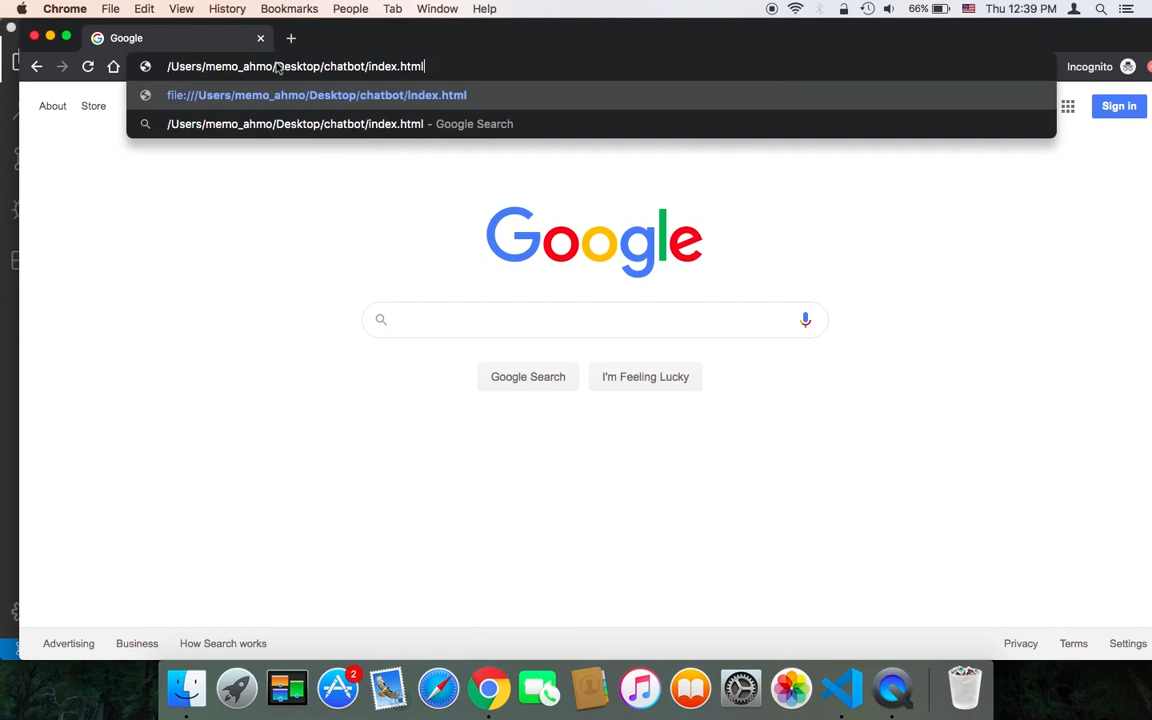 Chrome File Edit View History Bookmarks People Tab Window Help 66% Thu 12:39 PM
Google
/Users/memo_ahmo/Desktop/chatbot/index.html Incognito
file:///Users/memo_ahmo/Desktop/chatbot/index.html
About Store Sign in
/Users/memo_ahmo/Desktop/chatbot/index.html - Google Search
Google
Google Search I'm Feeling Lucky
Advertising Business How Search works Privacy Terms Settings
2